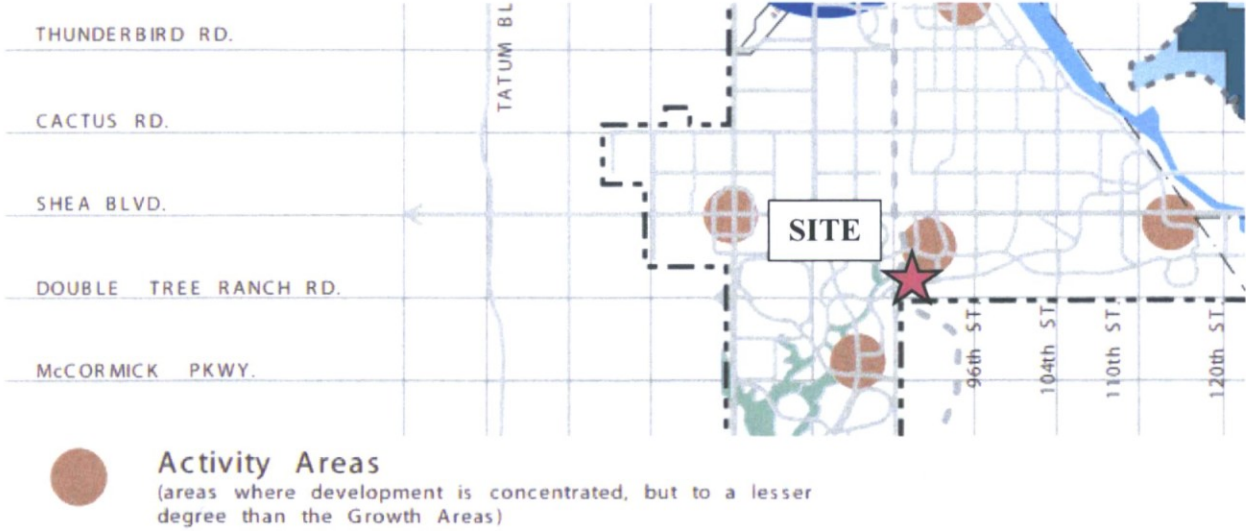 THUNDERBIRD RD.
TATUM BL
CACTUS RD.
SHEA BLVD.
SITE
DOUBLE TREE RANCH RD.
McCORMICK PKWY.
96th ST.
104th ST.
110th ST.
120th ST.
Activity Areas
(areas where development is concentrated, but to a lesser
degree than the Growth Areas)